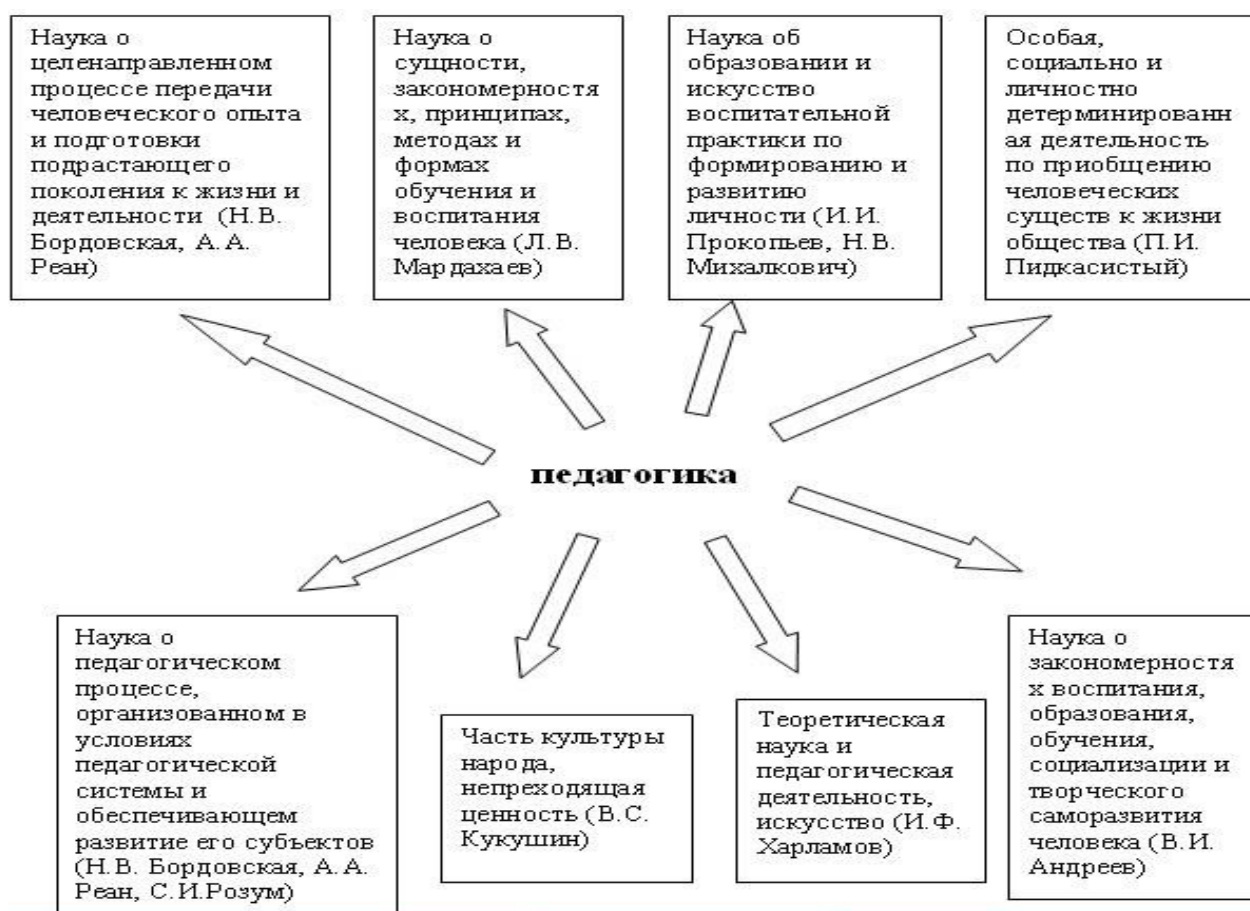 Наука о
целенаправленном
процессе передачи
человеческого опыта
и подготовки
подрастающего
поколения к жизни и
деятельности (Н.В.
Бордовская, А.А.
Реан)
Наука о
сущности,
закономерностя
х, принципах,
методах и
формах
обучения и
воспитания
человека (Л.В.
Мардахаев)
Наука об
образовании и
искусство
воспитательной
практики по
формированию и
развитию
личности (И.И.
Прокопьев, Н.В.
Михалкович)
Особая,
социально и
личностно
детерминированн
ая деятельность
по приобщению
человеческих
существ к жизни
общества (П.И.
Пидкасистый)
педагогика
Наука о
педагогическом
процессе,
организованном в
условиях
педагогической
системы и
обеспечивающем
развитие его субъектов
(Н.В. Бордовская, А.А.
Реан, С.И.Розум)
Часть культуры
народа,
непреходящая
ценность (В.С.
Кукушин)
Теоретическая
наука и
педагогическая
деятельность,
искусство (И.Ф.
Харламов)
Наука о
закономерностя
х воспитания,
образования,
обучения,
социализации и
творческого
саморазвития
человека (В.И.
Андреев)